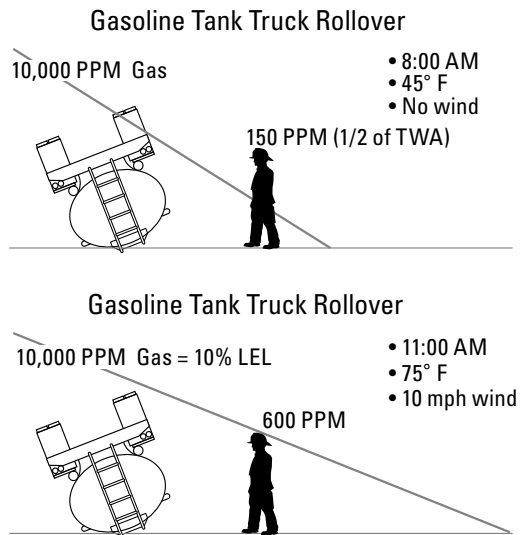 Gasoline Tank Truck Rollover
10,000 PPM Gas
• 8:00 AM
• 45° F
• No wind
150 PPM (1/2 of TWA)
Gasoline Tank Truck Rollover
10,000 PPM Gas = 10% LEL
• 11:00 AM
• 75° F
• 10 mph wind
600 PPM